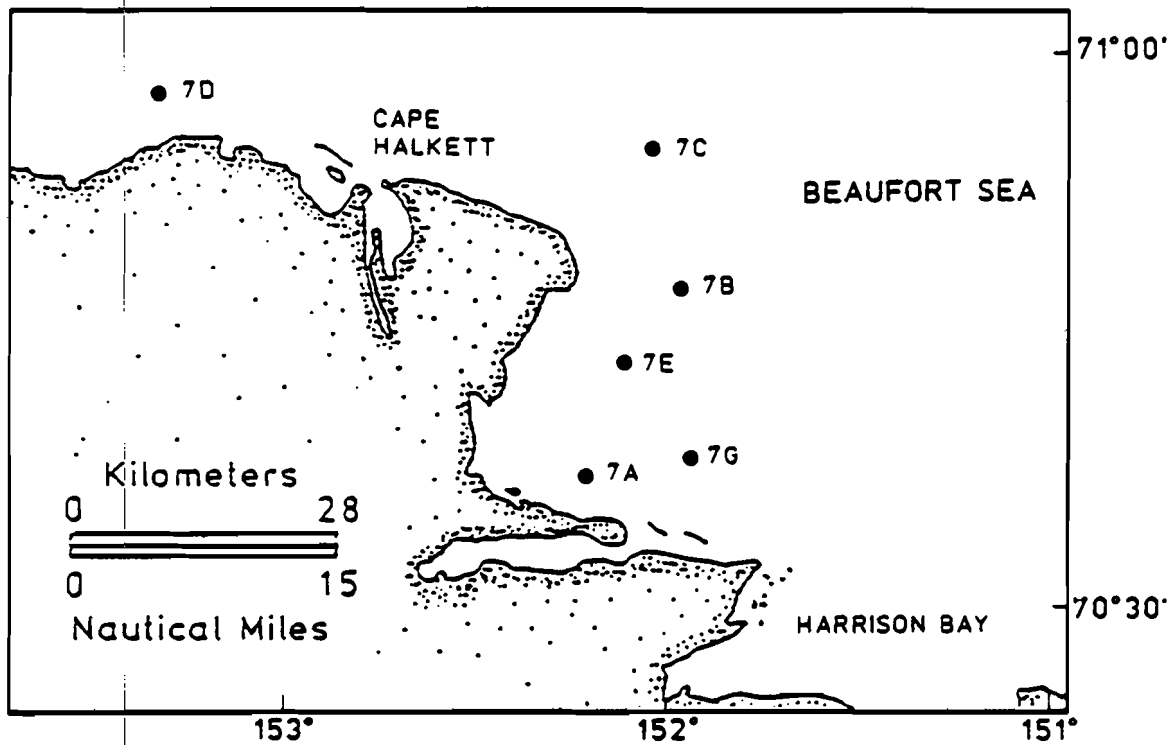 71°00'
7D
CAPE
HALKETT
7C
BEAUFORT SEA
7B
7E
7G
7A
Kilometers
0 28
0 15
Nautical Miles
70°30'
HARRISON BAY
153° 152° 151°